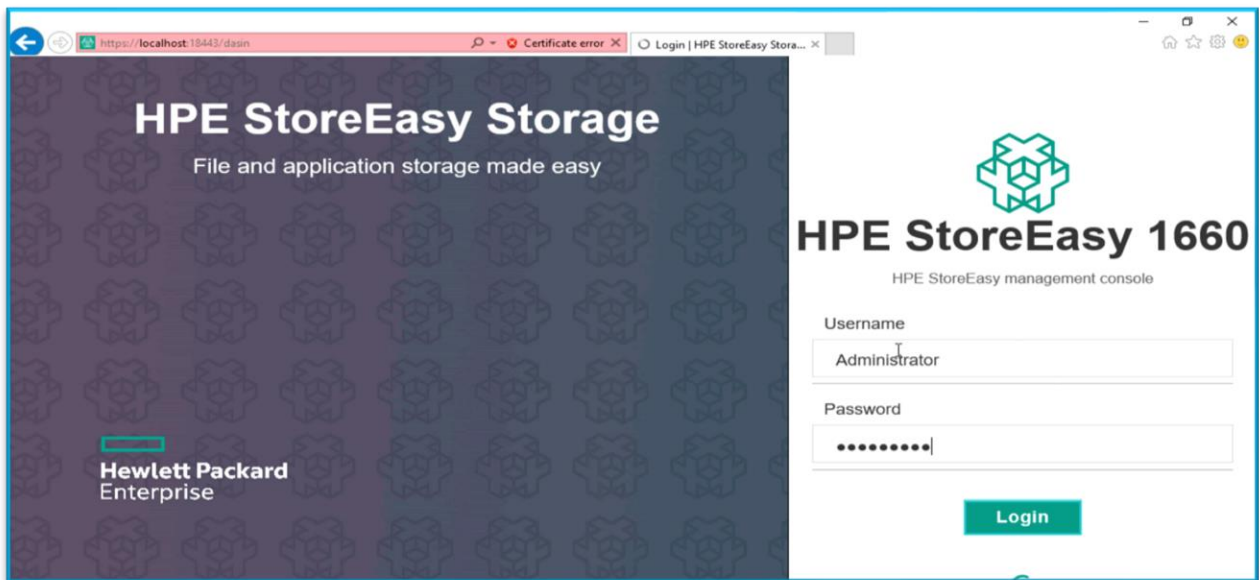 https://localhost:18443/dasin
Certificate error
Login | HPE StoreEasy Stora...
HPE StoreEasy Storage
File and application storage made easy
Hewlett Packard
Enterprise
HPE StoreEasy 1660
HPE StoreEasy management console
Username
Administrator
Password
Login